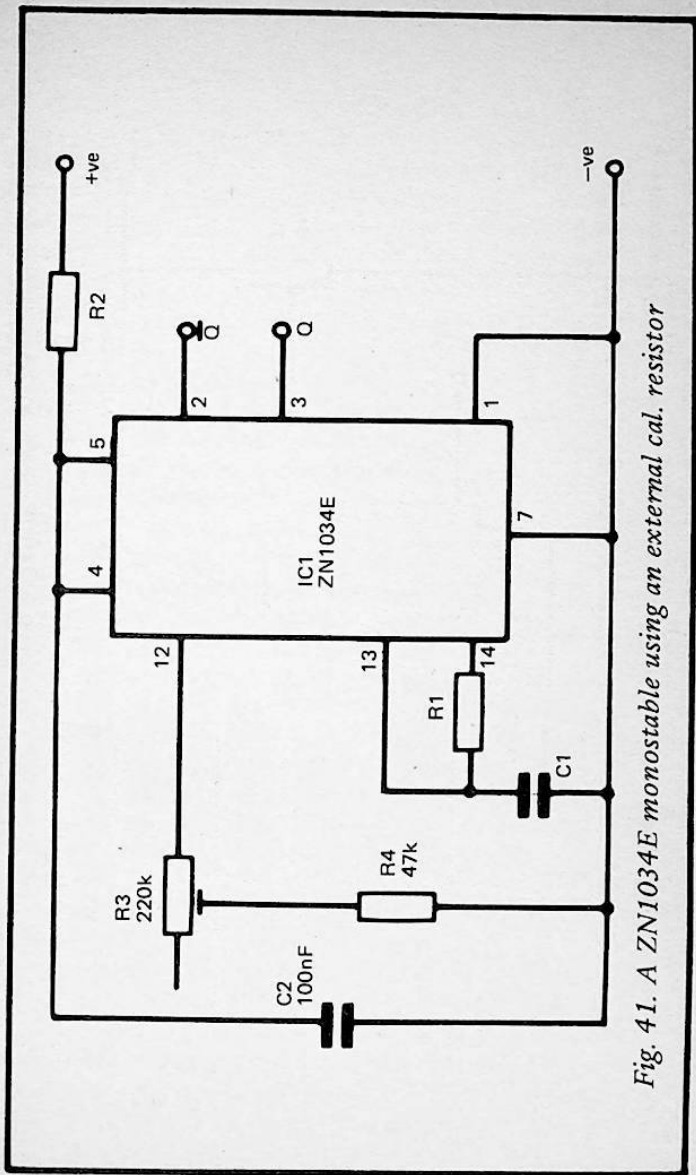 +ve
R2
Q̅
Q
5
2
3
4
1
IC1
ZN1034E
7
12
13
14
R1
C1
R3
220k
R4
47k
C2
100nF
−ve
Fig. 41. A ZN1034E monostable using an external cal. resistor